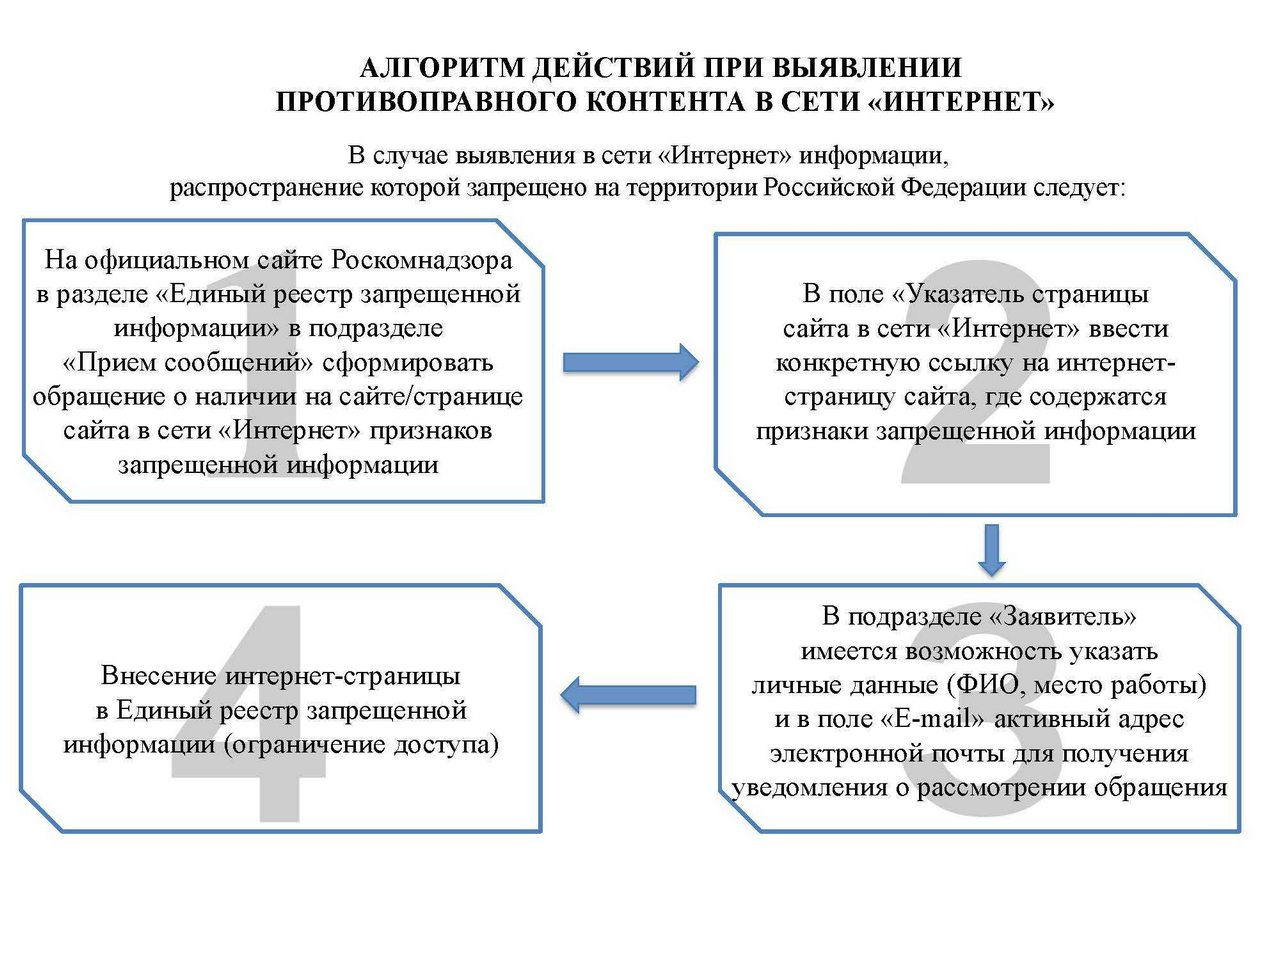 АЛГОРИТМ ДЕЙСТВИЙ ПРИ ВЫЯВЛЕНИИ
ПРОТИВОПРАВНОГО КОНТЕНТА В СЕТИ «ИНТЕРНЕТ»
В случае выявления в сети «Интернет» информации,
распространение которой запрещено на территории Российской Федерации следует:
1
На официальном сайте Роскомнадзора
в разделе «Единый реестр запрещенной
информации» в подразделе
«Прием сообщений» сформировать
обращение о наличии на сайте/странице
сайта в сети «Интернет» признаков
запрещенной информации
2
В поле «Указатель страницы
сайта в сети «Интернет» ввести
конкретную ссылку на интернет-
страницу сайта, где содержатся
признаки запрещенной информации
3
В подразделе «Заявитель»
имеется возможность указать
личные данные (ФИО, место работы)
и в поле «E-mail» активный адрес
электронной почты для получения
уведомления о рассмотрении обращения
4
Внесение интернет-страницы
в Единый реестр запрещенной
информации (ограничение доступа)